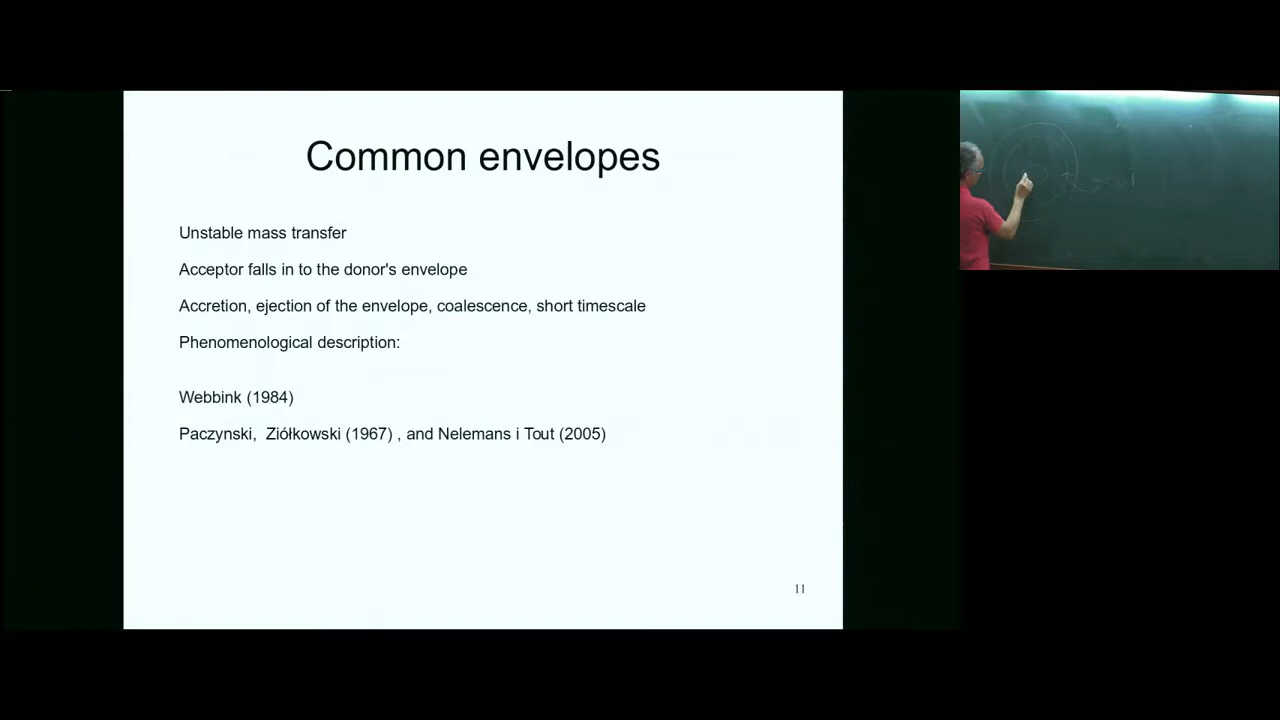 Common envelopes
Unstable mass transfer
Acceptor falls in to the donor's envelope
Accretion, ejection of the envelope, coalescence, short timescale
Phenomenological description:
Webbink (1984)
Paczynski,  Ziółkowski (1967) , and Nelemans i Tout (2005)
11